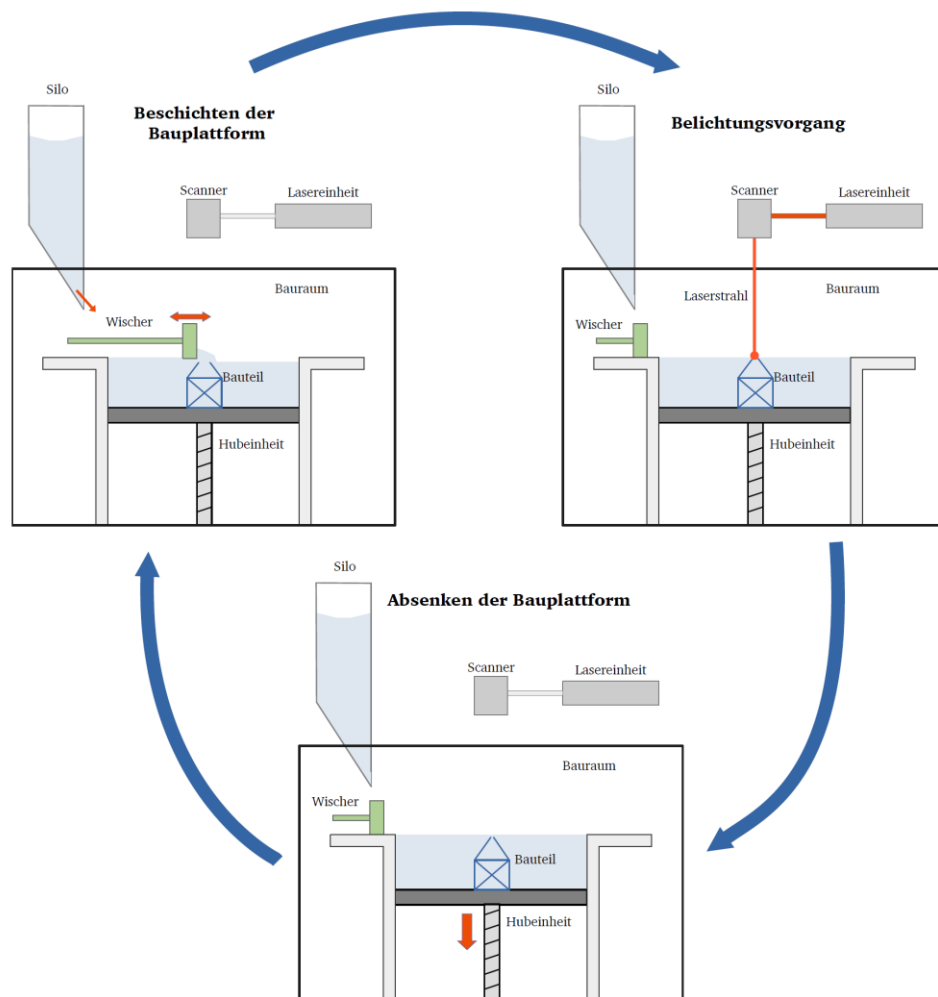 Silo
Beschichten der
Bauplattform
Scanner
Lasereinheit
Bauraum
Wischer
Bauteil
Hubeinheit
Silo
Belichtungsvorgang
Scanner
Lasereinheit
Laserstrahl
Bauraum
Wischer
Bauteil
Hubeinheit
Silo
Absenken der Bauplattform
Scanner
Lasereinheit
Bauraum
Wischer
Bauteil
Hubeinheit